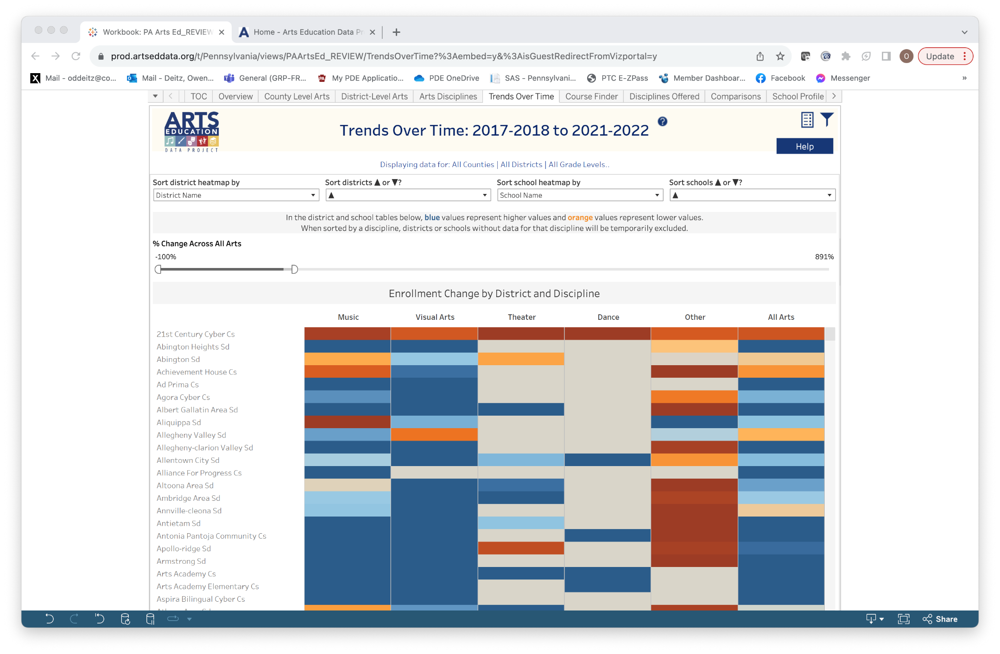 Workbook: PA Arts Ed_REVIEW
Home - Arts Education Data Pr
prod.artseddata.org/t/Pennsylvania/views/PAArtsEd_REVIEW/TrendsOverTime?%3Aembed=y&%3AisGuestRedirectFromVizportal=y
O
Update
Mail - oddeitz@co... Mail - Deitz, Owen... General (GRP-FR... My PDE Applicatio... PDE OneDrive SAS - Pennsylvani... PTC E-ZPass Member Dashboar... Facebook Messenger »
TOC Overview County Level Arts District-Level Arts Arts Disciplines Trends Over Time Course Finder Disciplines Offered Comparisons School Profile
ARTS
EDUCATION
DATA PROJECT
Trends Over Time: 2017-2018 to 2021-2022
?
Help
Displaying data for: All Counties | All Districts | All Grade Levels..
Sort district heatmap by Sort districts ▲ or ▼? Sort school heatmap by Sort schools ▲ or ▼?
District Name ▲ School Name ▲
In the district and school tables below, blue values represent higher values and orange values represent lower values.
When sorted by a discipline, districts or schools without data for that discipline will be temporarily excluded.
% Change Across All Arts
-100% 891%
Enrollment Change by District and Discipline
Music Visual Arts Theater Dance Other All Arts
21st Century Cyber Cs
Abington Heights Sd
Abington Sd
Achievement House Cs
Ad Prima Cs
Agora Cyber Cs
Albert Gallatin Area Sd
Aliquippa Sd
Allegheny Valley Sd
Allegheny-clarion Valley Sd
Allentown City Sd
Alliance For Progress Cs
Altoona Area Sd
Ambridge Area Sd
Annville-cleona Sd
Antietam Sd
Antonia Pantoja Community Cs
Apollo-ridge Sd
Armstrong Sd
Arts Academy Cs
Arts Academy Elementary Cs
Aspira Bilingual Cyber Cs
Share